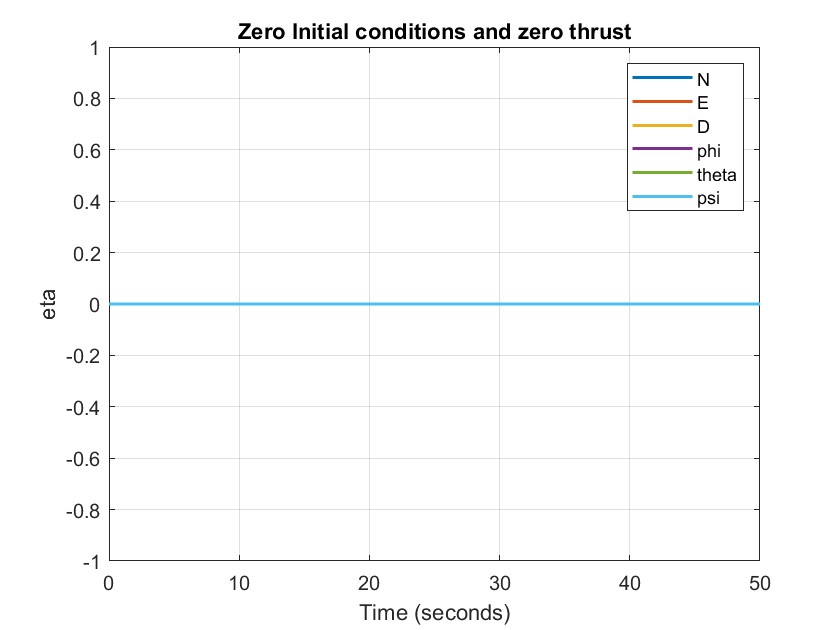 Zero Initial conditions and zero thrust
1
0.8
0.6
0.4
0.2
0
-0.2
-0.4
-0.6
-0.8
-1
eta
N
E
D
phi
theta
psi
0 10 20 30 40 50
Time (seconds)